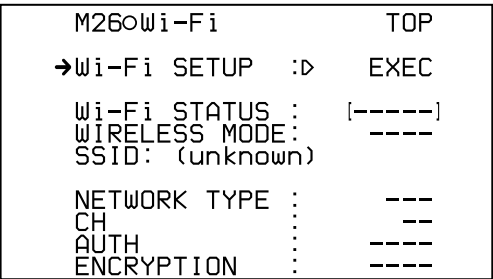 M26○Wi-Fi TOP
➔Wi-Fi SETUP :▷ EXEC
Wi-Fi STATUS : [-----]
WIRELESS MODE: ----
SSID: (unknown)
NETWORK TYPE : ---
CH : --
AUTH : ----
ENCRYPTION : ----